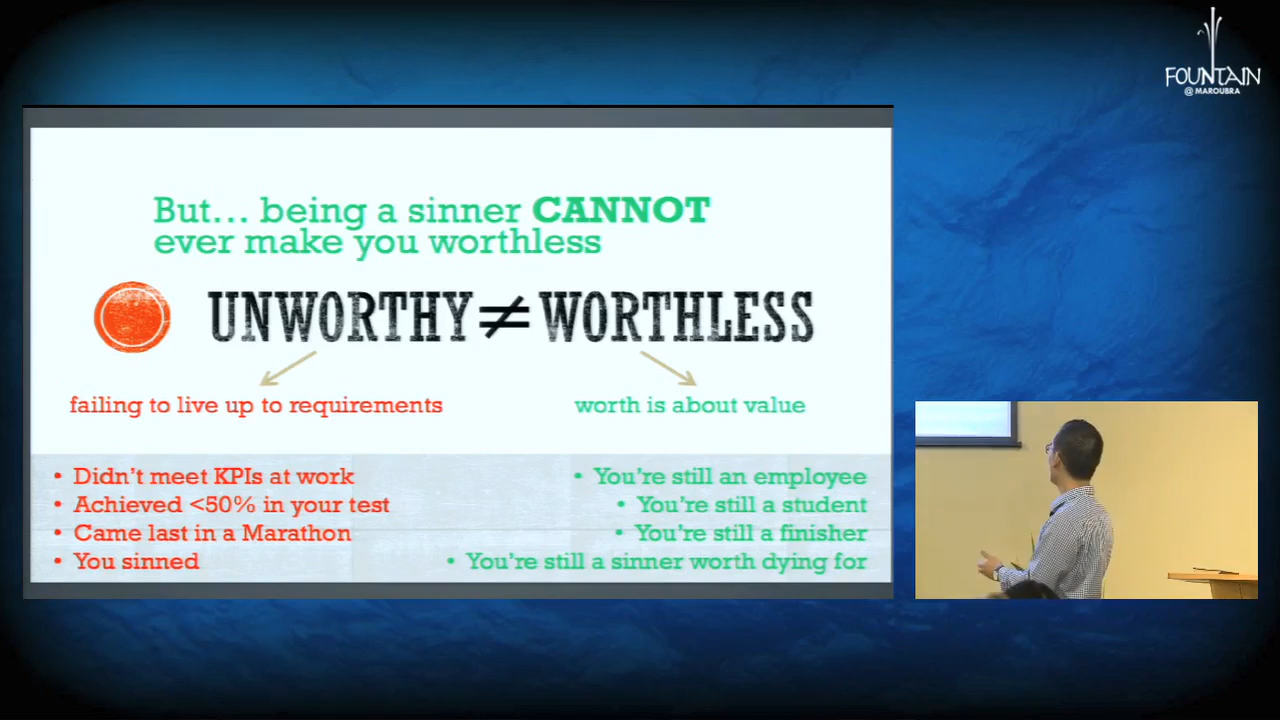 FOUNTAIN
@ MAROUBRA
But... being a sinner CANNOT
ever make you worthless
UNWORTHY ≠ WORTHLESS
failing to live up to requirements
worth is about value
• Didn't meet KPIs at work
• Achieved <50% in your test
• Came last in a Marathon
• You sinned
• You're still an employee
• You're still a student
• You're still a finisher
• You're still a sinner worth dying for